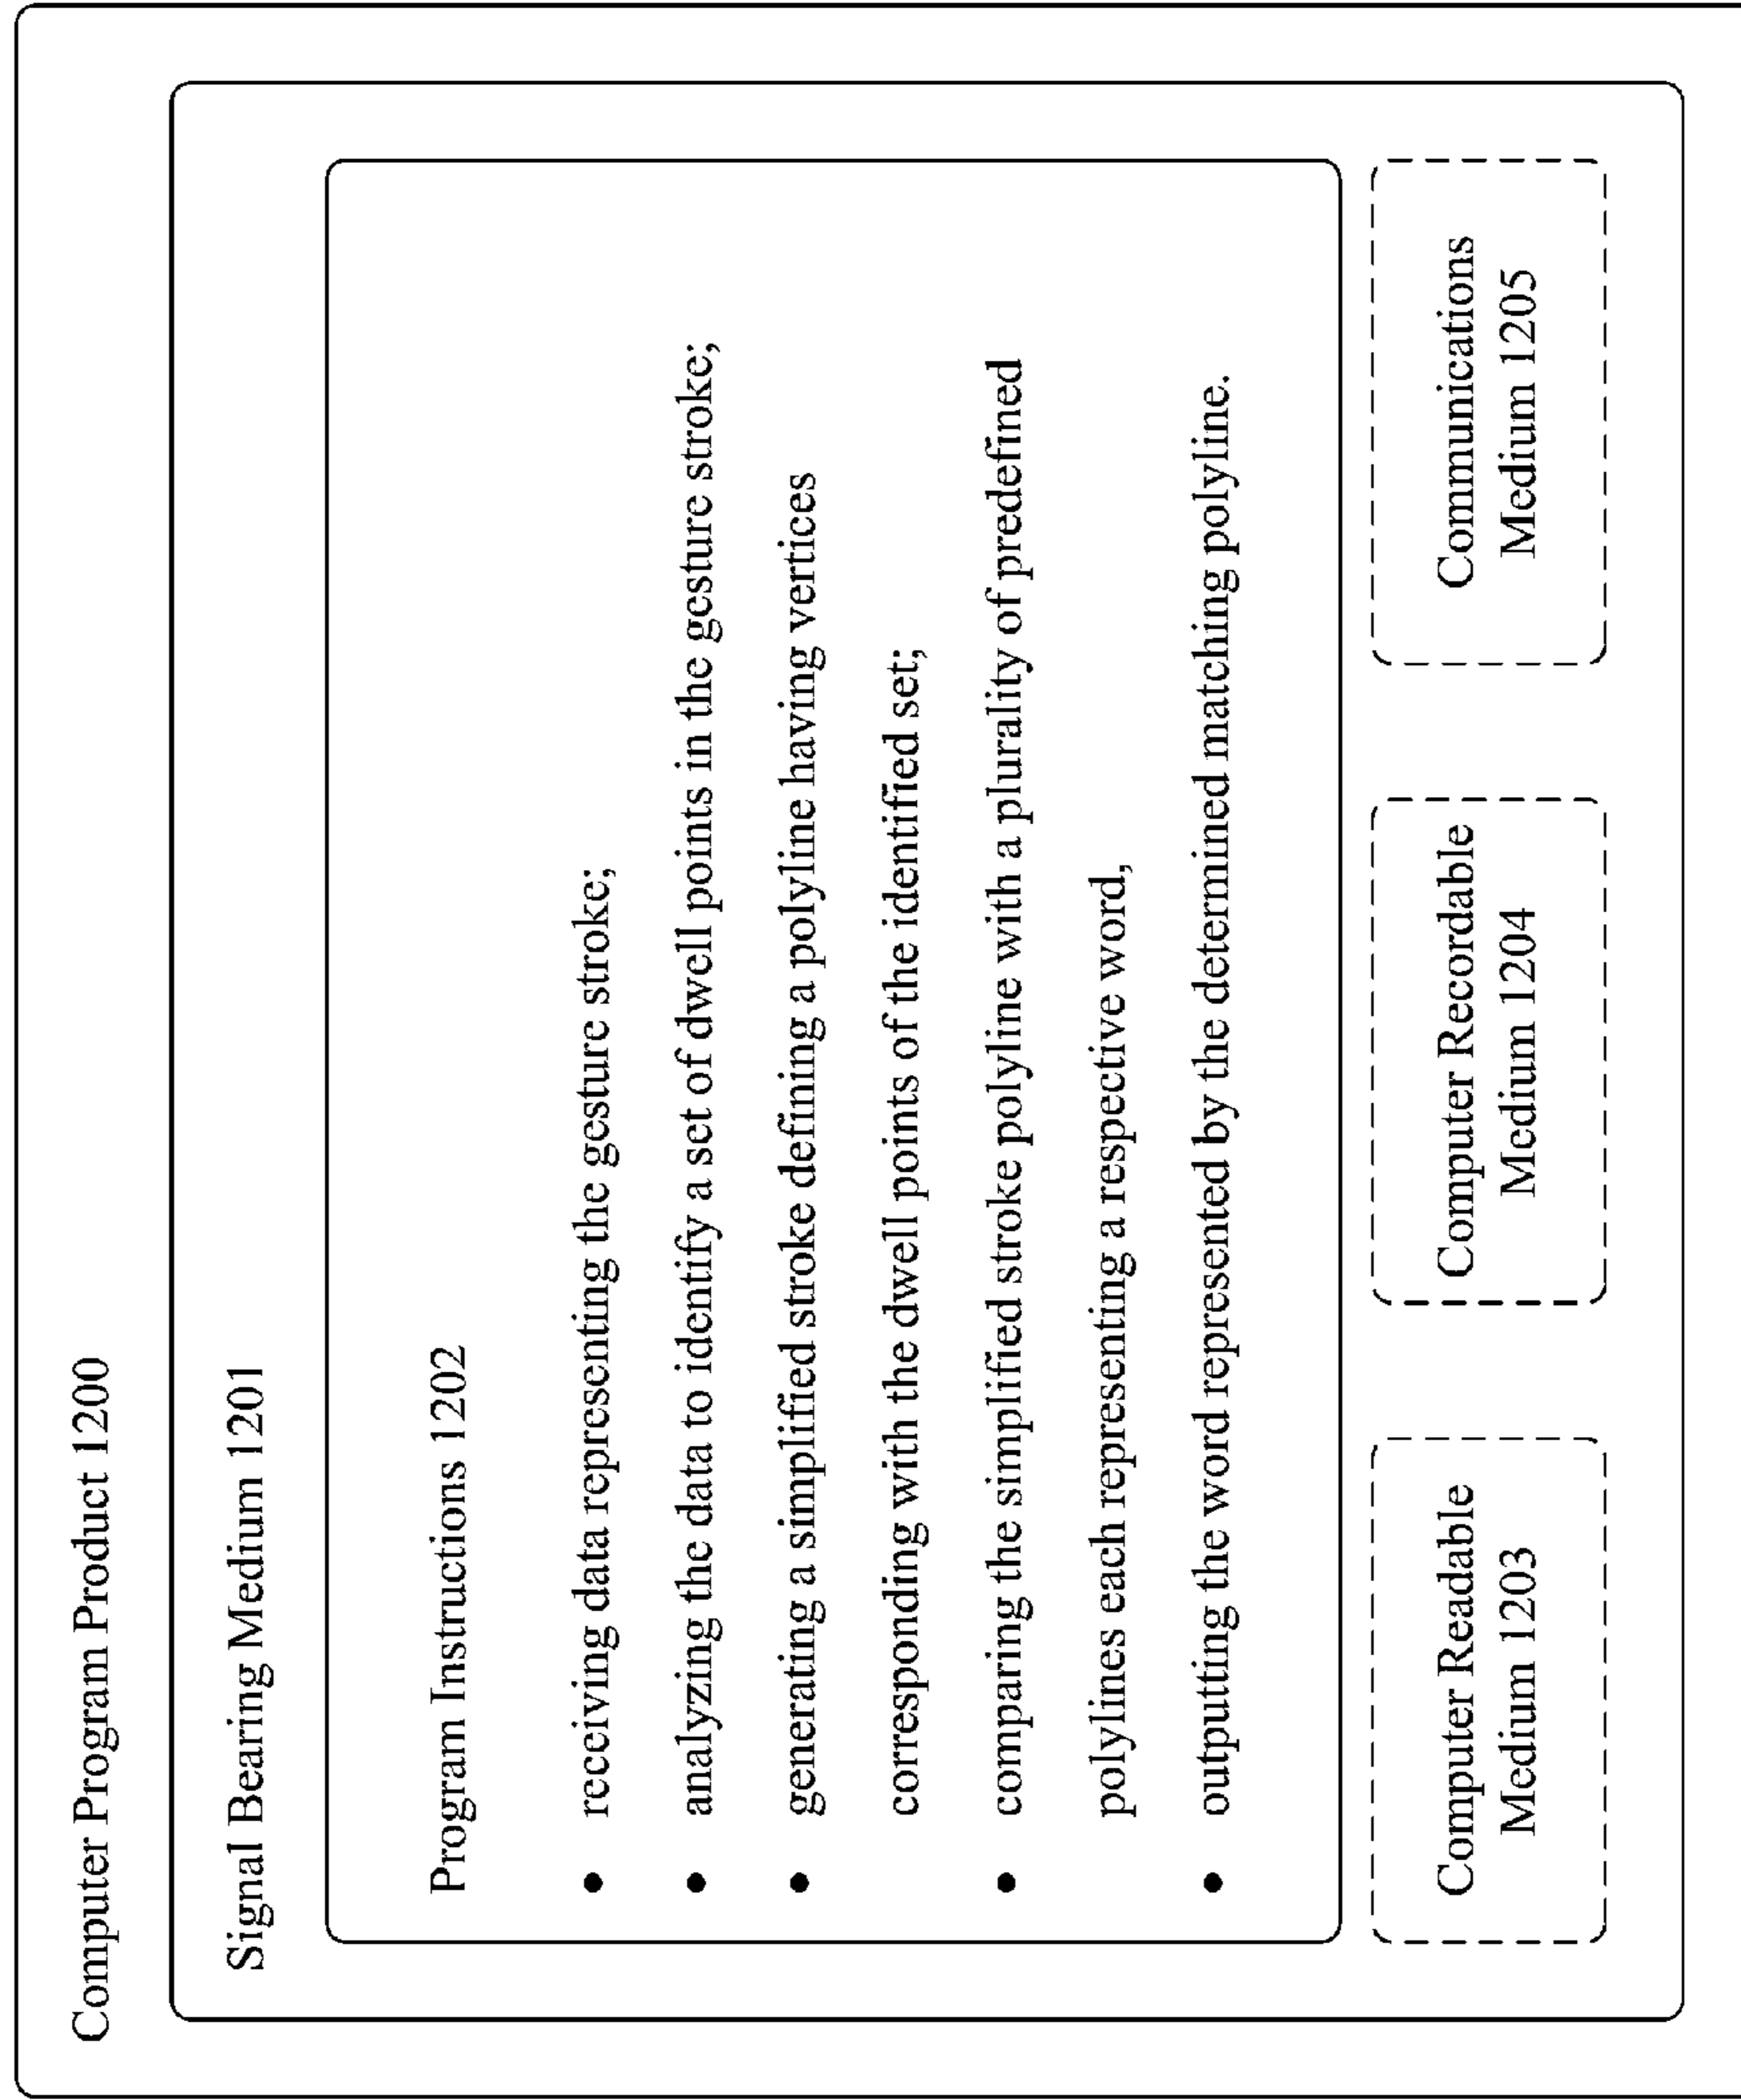 Computer Program Product 1200
Signal Bearing Medium 1201
Program Instructions 1202
• receiving data representing the gesture stroke;
• analyzing the data to identify a set of dwell points in the gesture stroke;
• generating a simplified stroke defining a polyline having vertices
corresponding with the dwell points of the identified set;
• comparing the simplified stroke polyline with a plurality of predefined
polylines each representing a respective word,
• outputting the word represented by the determined matching polyline.
Computer Readable
Medium 1203
Computer Recordable
Medium 1204
Communications
Medium 1205